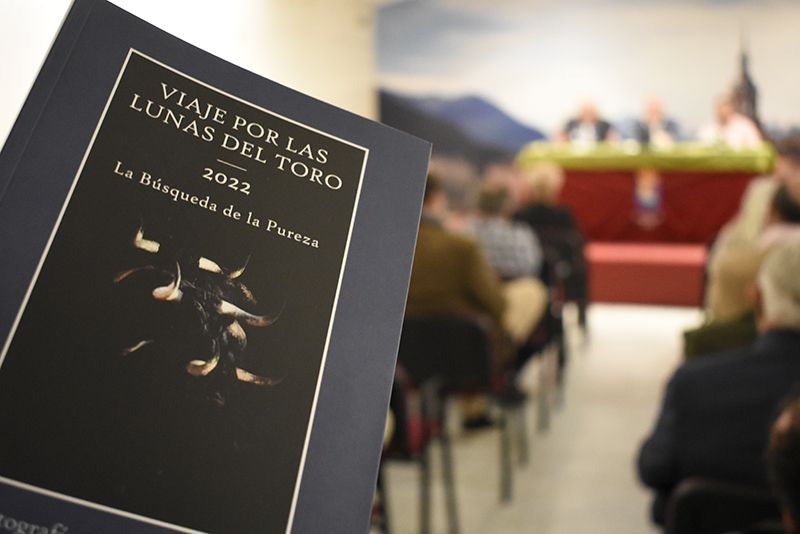 VIAJE POR LAS
LUNAS DEL TORO
2022
La Búsqueda de la Pureza